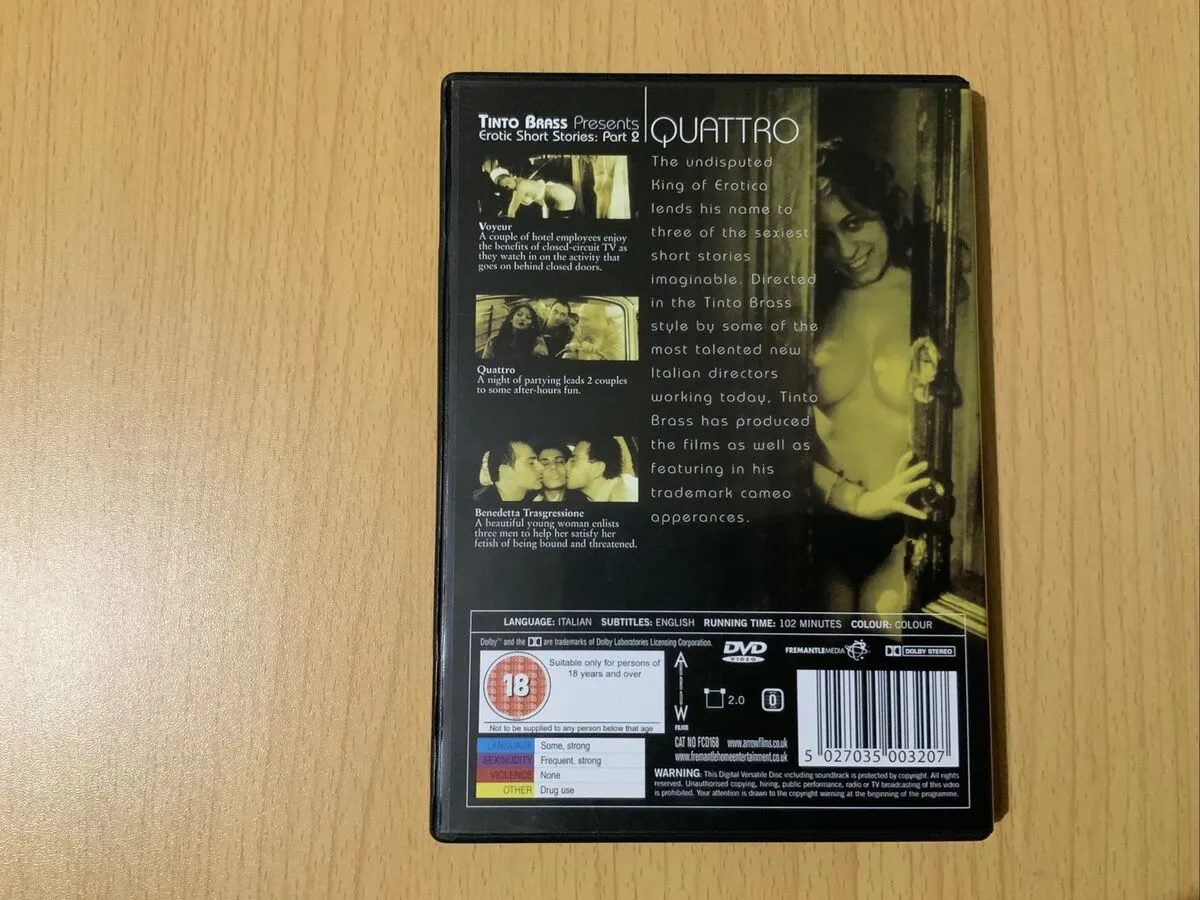 TINTO BRASS Presents
Erotic Short Stories: Part 2
QUATTRO
Voyeur
A couple of hotel employees enjoy
the benefits of closed-circuit TV as
they watch in on the activity that
goes on behind closed doors.
Quattro
A night of partying leads 2 couples
to some after-hours fun.
Benedetta Trasgressione
A beautiful young woman enlists
three men to help her satisfy her
fetish of being bound and threatened.
The undisputed
King of Erotica
lends his name to
three of the sexiest
short stories
imaginable. Directed
in the Tinto Brass
style by some of the
most talented new
Italian directors
working today, Tinto
Brass has produced
the films as well as
featuring in his
trademark cameo
apperances.
LANGUAGE: ITALIAN SUBTITLES: ENGLISH RUNNING TIME: 102 MINUTES COLOUR: COLOUR
Dolby™ and the DD are trademarks of Dolby Laboratories Licensing Corporation.
DVD
VIDEO
FREMANTLEMEDIA
DOLBY STEREO
18
Suitable only for persons of
18 years and over
Not to be supplied to any person below that age
ARROW
FILMS
2.0
0
CAT NO FCD168 www.arrowfilms.co.uk
www.fremantlehomeentertainment.co.uk
5 027035 003207
LANGUAGE Some, strong
SEX/NUDITY Frequent, strong
VIOLENCE None
OTHER Drug use
WARNING: This Digital Versatile Disc including soundtrack is protected by copyright. All rights
reserved. Unauthorised copying, hiring, public performance, radio or TV broadcasting of this video
is prohibited. Your attention is drawn to the copyright warning at the beginning of the programme.